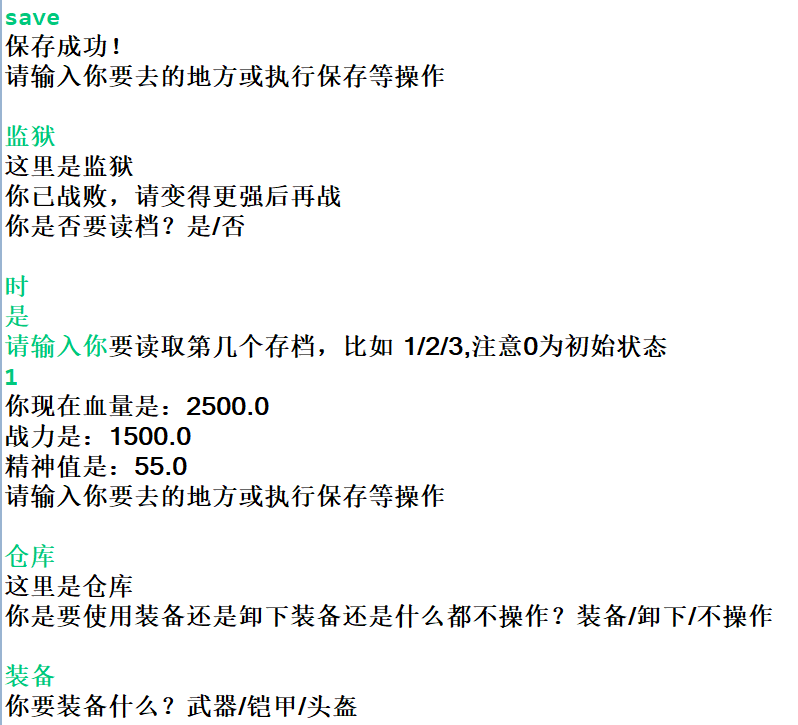 save
保存成功！
请输入你要去的地方或执行保存等操作
监狱
这里是监狱
你已战败，请变得更强后再战
你是否要读档？是/否
时
是
请输入你要读取第几个存档，比如 1/2/3,注意0为初始状态
1
你现在血量是：2500.0
战力是：1500.0
精神值是：55.0
请输入你要去的地方或执行保存等操作
仓库
这里是仓库
你是要使用装备还是卸下装备还是什么都不操作？装备/卸下/不操作
装备
你要装备什么？武器/铠甲/头盔